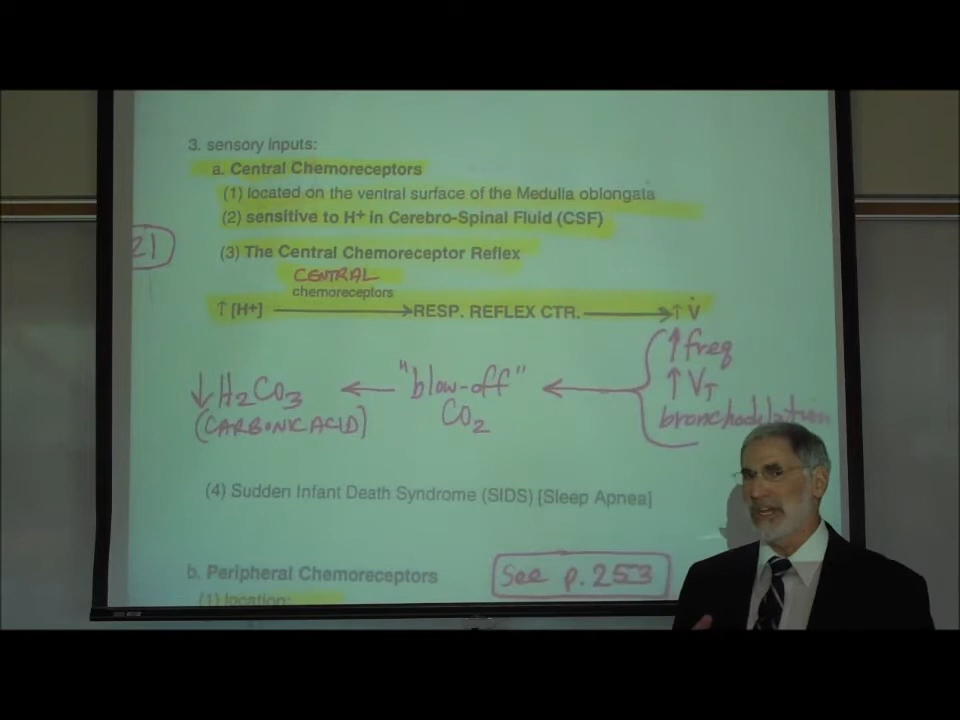 3. sensory inputs:
a. Central Chemoreceptors
(1) located on the ventral surface of the Medulla oblongata
(2) sensitive to H+ in Cerebro-Spinal Fluid (CSF)
21
(3) The Central Chemoreceptor Reflex
CENTRAL
chemoreceptors
↑ [H+] → RESP. REFLEX CTR. → ↑ V̇
↑ freq
↓ H2CO3 ← "blow-off" ← ↑ VT
(CARBONIC ACID) CO2 bronchodilation
(4) Sudden Infant Death Syndrome (SIDS) [Sleep Apnea]
b. Peripheral Chemoreceptors See p. 253
(1) location: